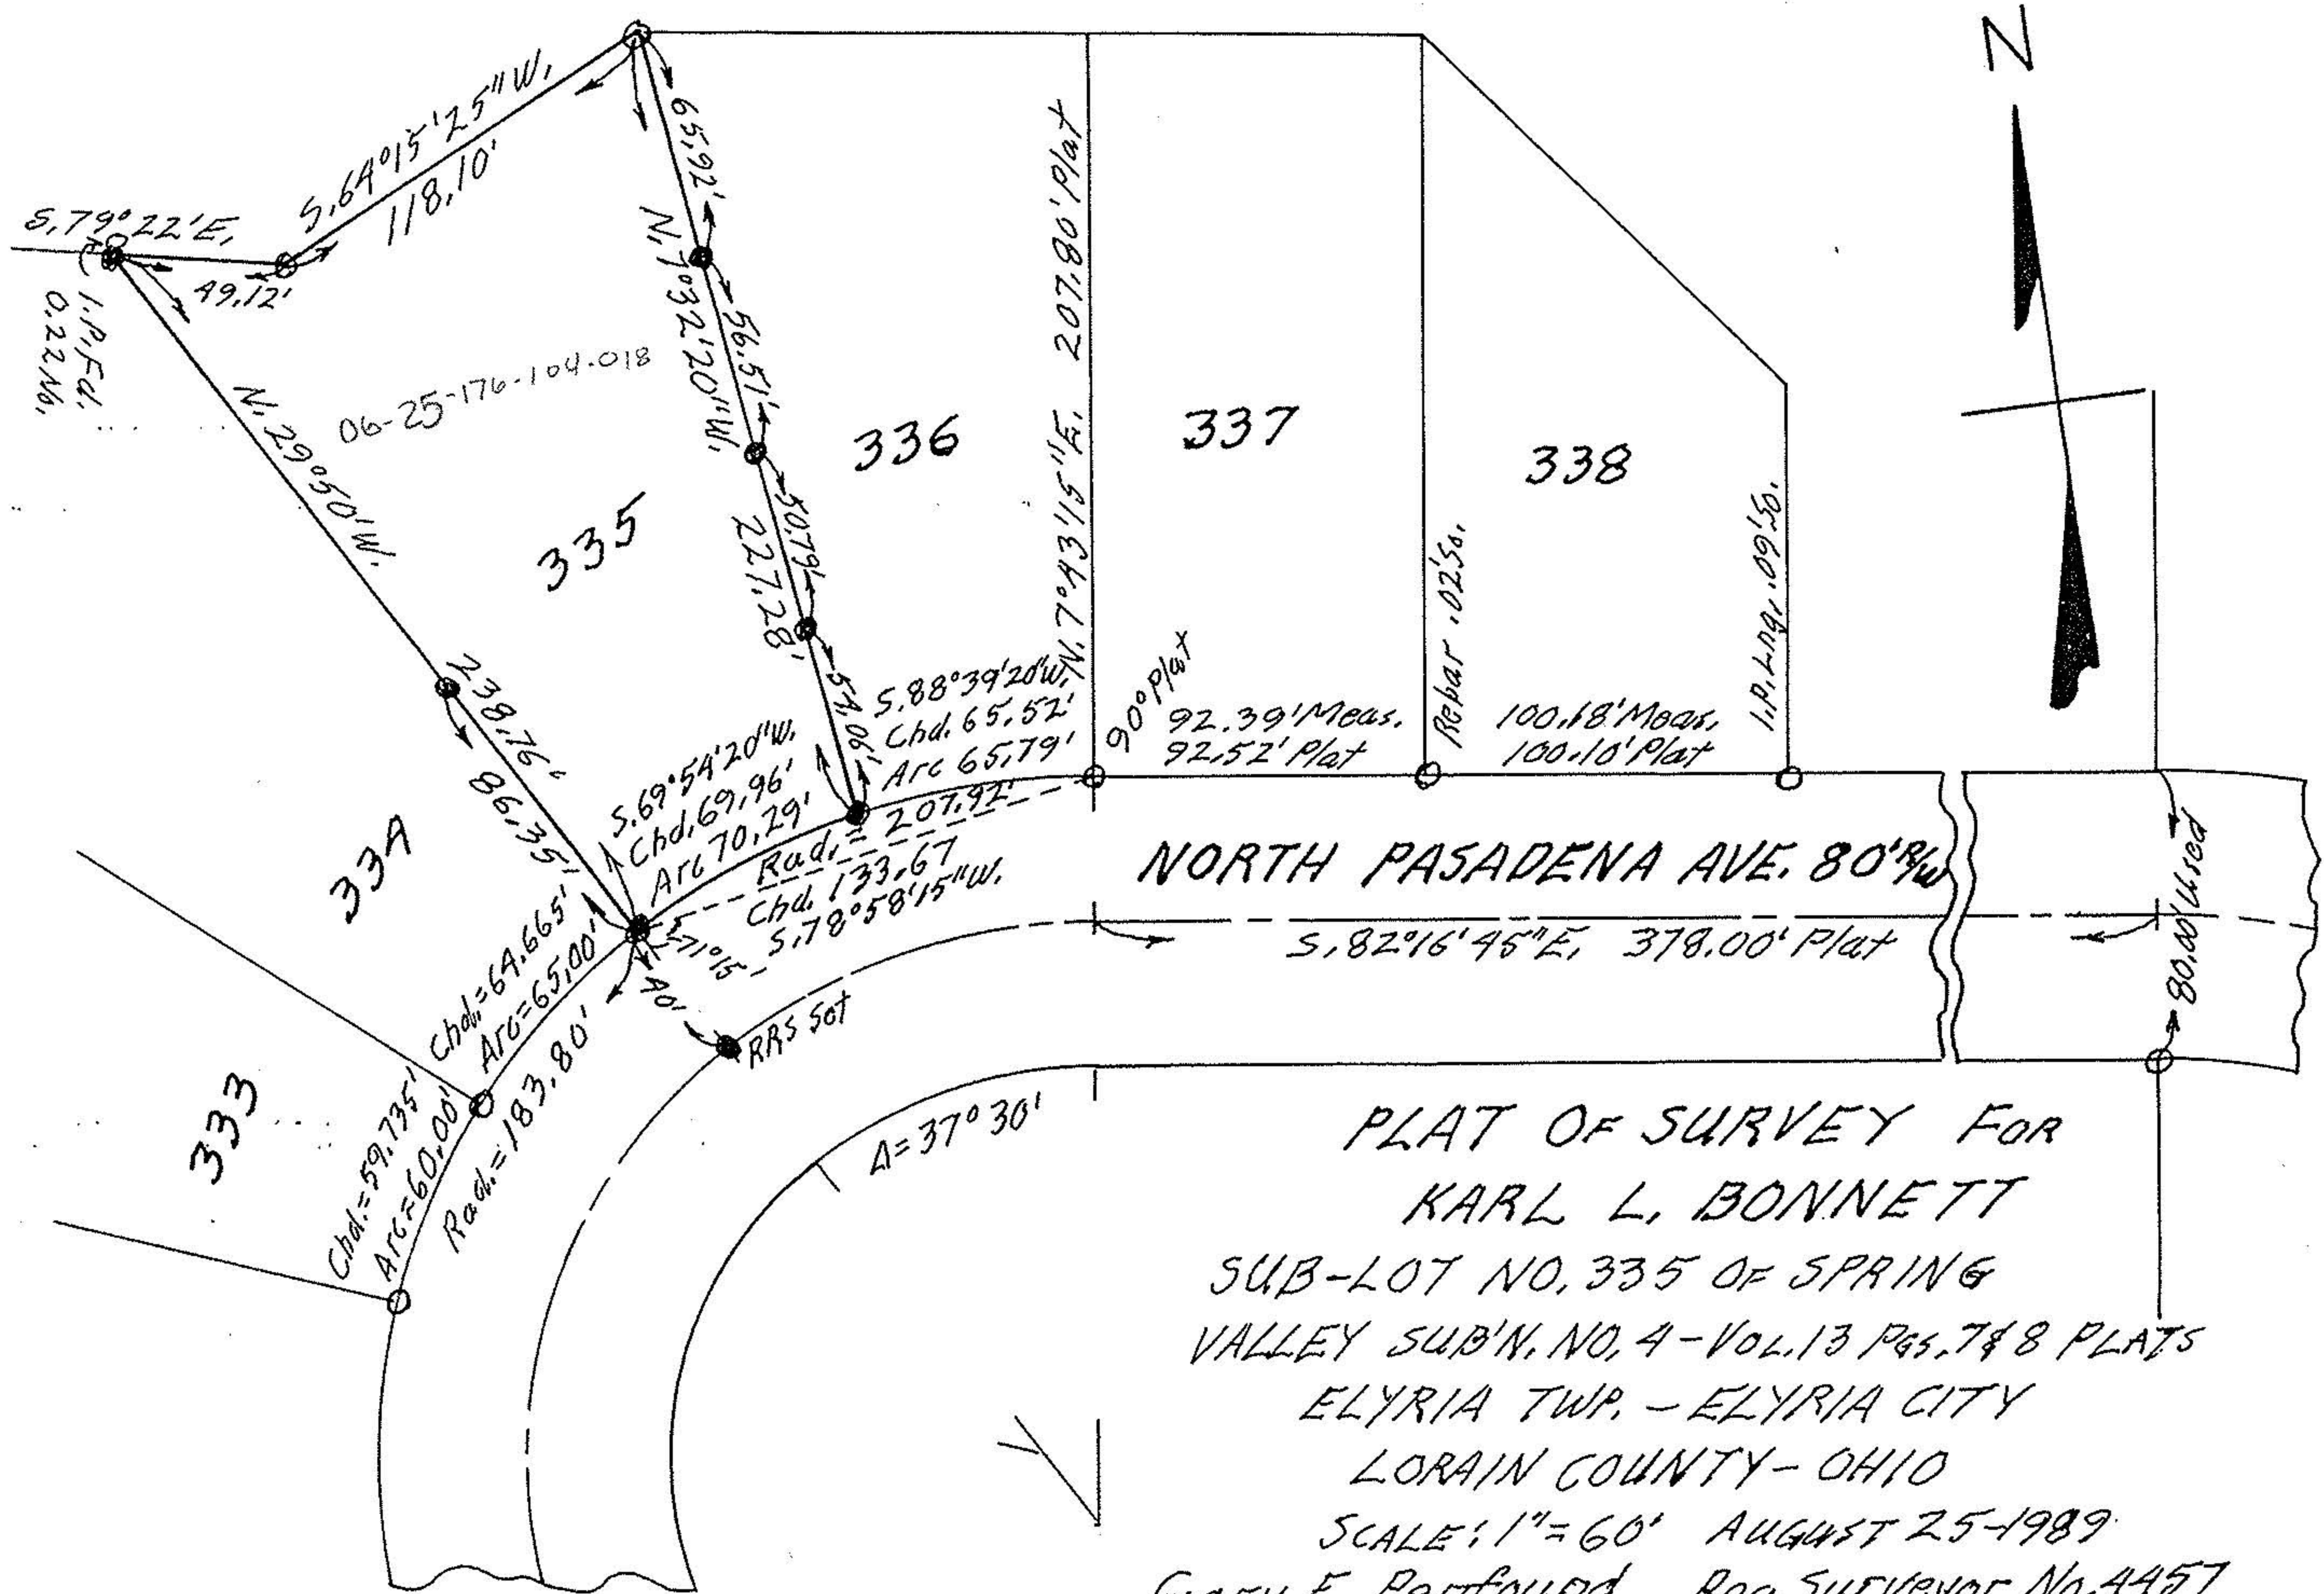 N
S.64°15'25"W.
118.10'
S.79°22'E.
49.12'
I.P. Fd.
0.22 No.
65.92'
N.7°32'20"W.
56.51'
50.79'
227.28'
54.06'
06-25-176-104-018
N.29°50'W.
238.76'
86.35'
335
336
337
338
334
333
N.7°43'15"E. 207.80' Plat
Rebar .02' So.
I.P. Lng. .09' So.
90° Plat
92.39' Meas.
92.52' Plat
100.18' Meas.
100.10' Plat
S.88°39'20"W.
Chd. 65.52'
Arc 65.79'
S.69°54'20"W.
Chd. 69.96'
Arc 70.29'
Rad. = 207.92'
Chd. 133.67
S.78°58'15"W.
71°15'
40'
RRS Set
Chd.=64.665'
Arc=65.00'
Rad.=183.80'
Chd.=59.735'
Arc=60.00'
Δ=37°30'
NORTH PASADENA AVE. 80' R/W
S.82°16'45"E. 378.00' Plat
80.00' Used
PLAT OF SURVEY FOR
KARL L. BONNETT
SUB-LOT NO. 335 OF SPRING
VALLEY SUB'N. NO. 4 - VOL. 13 PGS. 7 & 8 PLATS
ELYRIA TWP. - ELYRIA CITY
LORAIN COUNTY - OHIO
SCALE: 1"=60' AUGUST 25-1989
Reg. Surveyor No. 4457